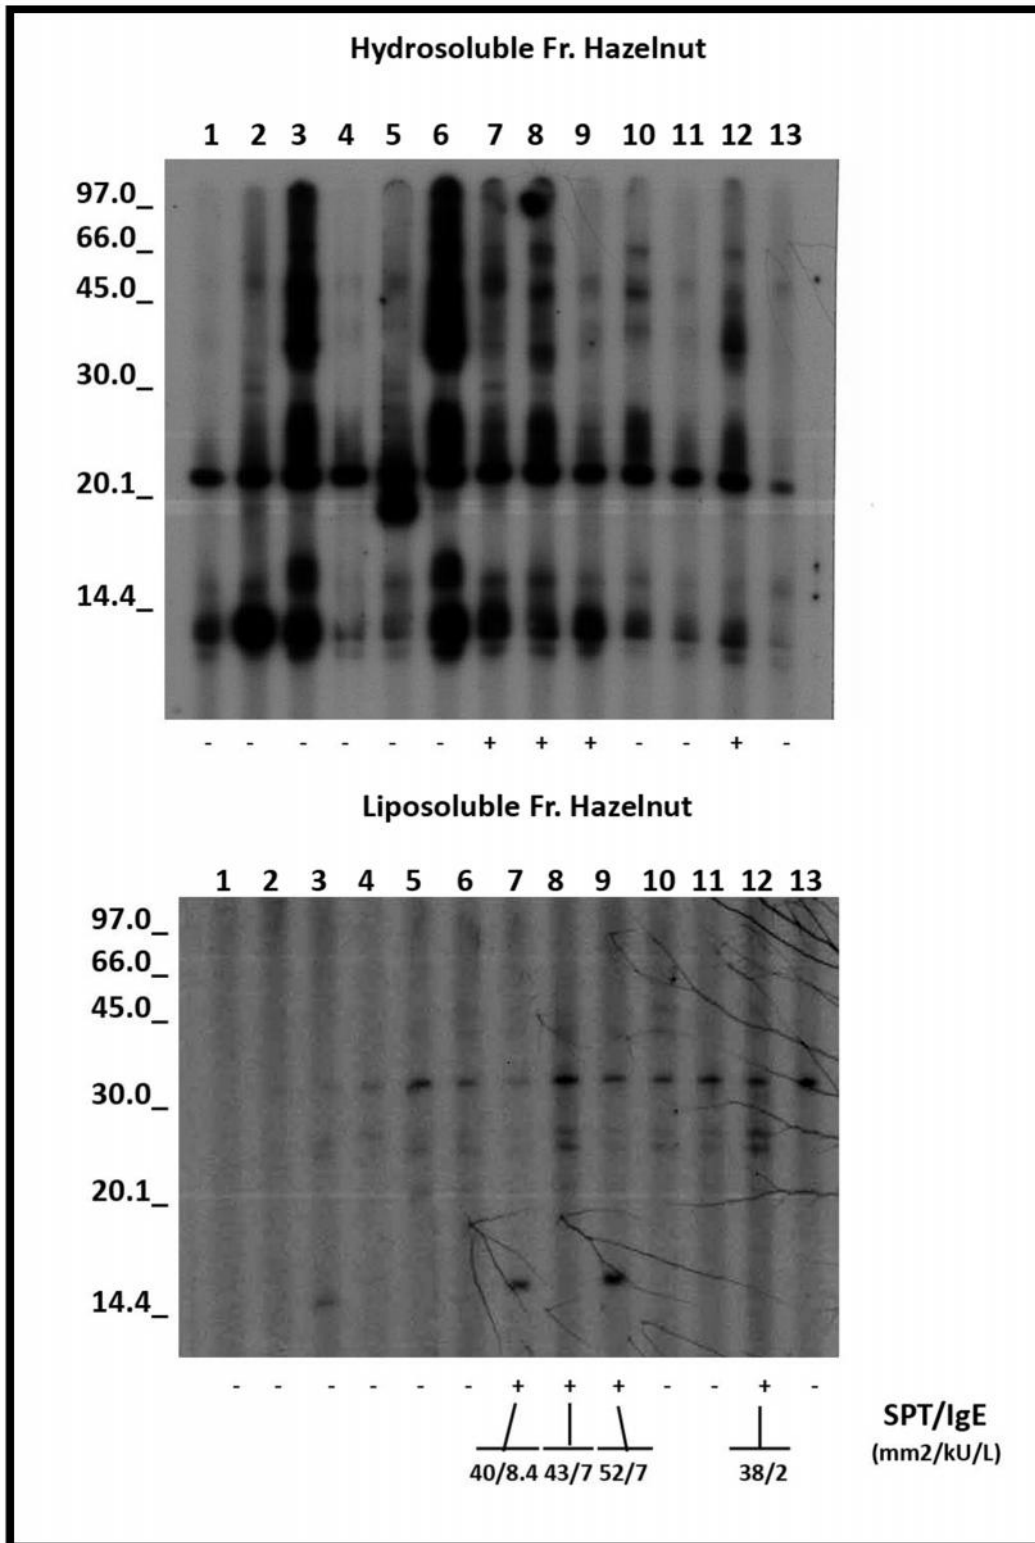 Hydrosoluble Fr. Hazelnut
1 2 3 4 5 6 7 8 9 10 11 12 13
97.0_
66.0_
45.0_
30.0_
20.1_
14.4_
- - - - - - + + + - - + -
Liposoluble Fr. Hazelnut
1 2 3 4 5 6 7 8 9 10 11 12 13
97.0_
66.0_
45.0_
30.0_
20.1_
14.4_
- - - - - - + + + - - + -
SPT/IgE
(mm2/kU/L)
40/8.4 43/7 52/7 38/2